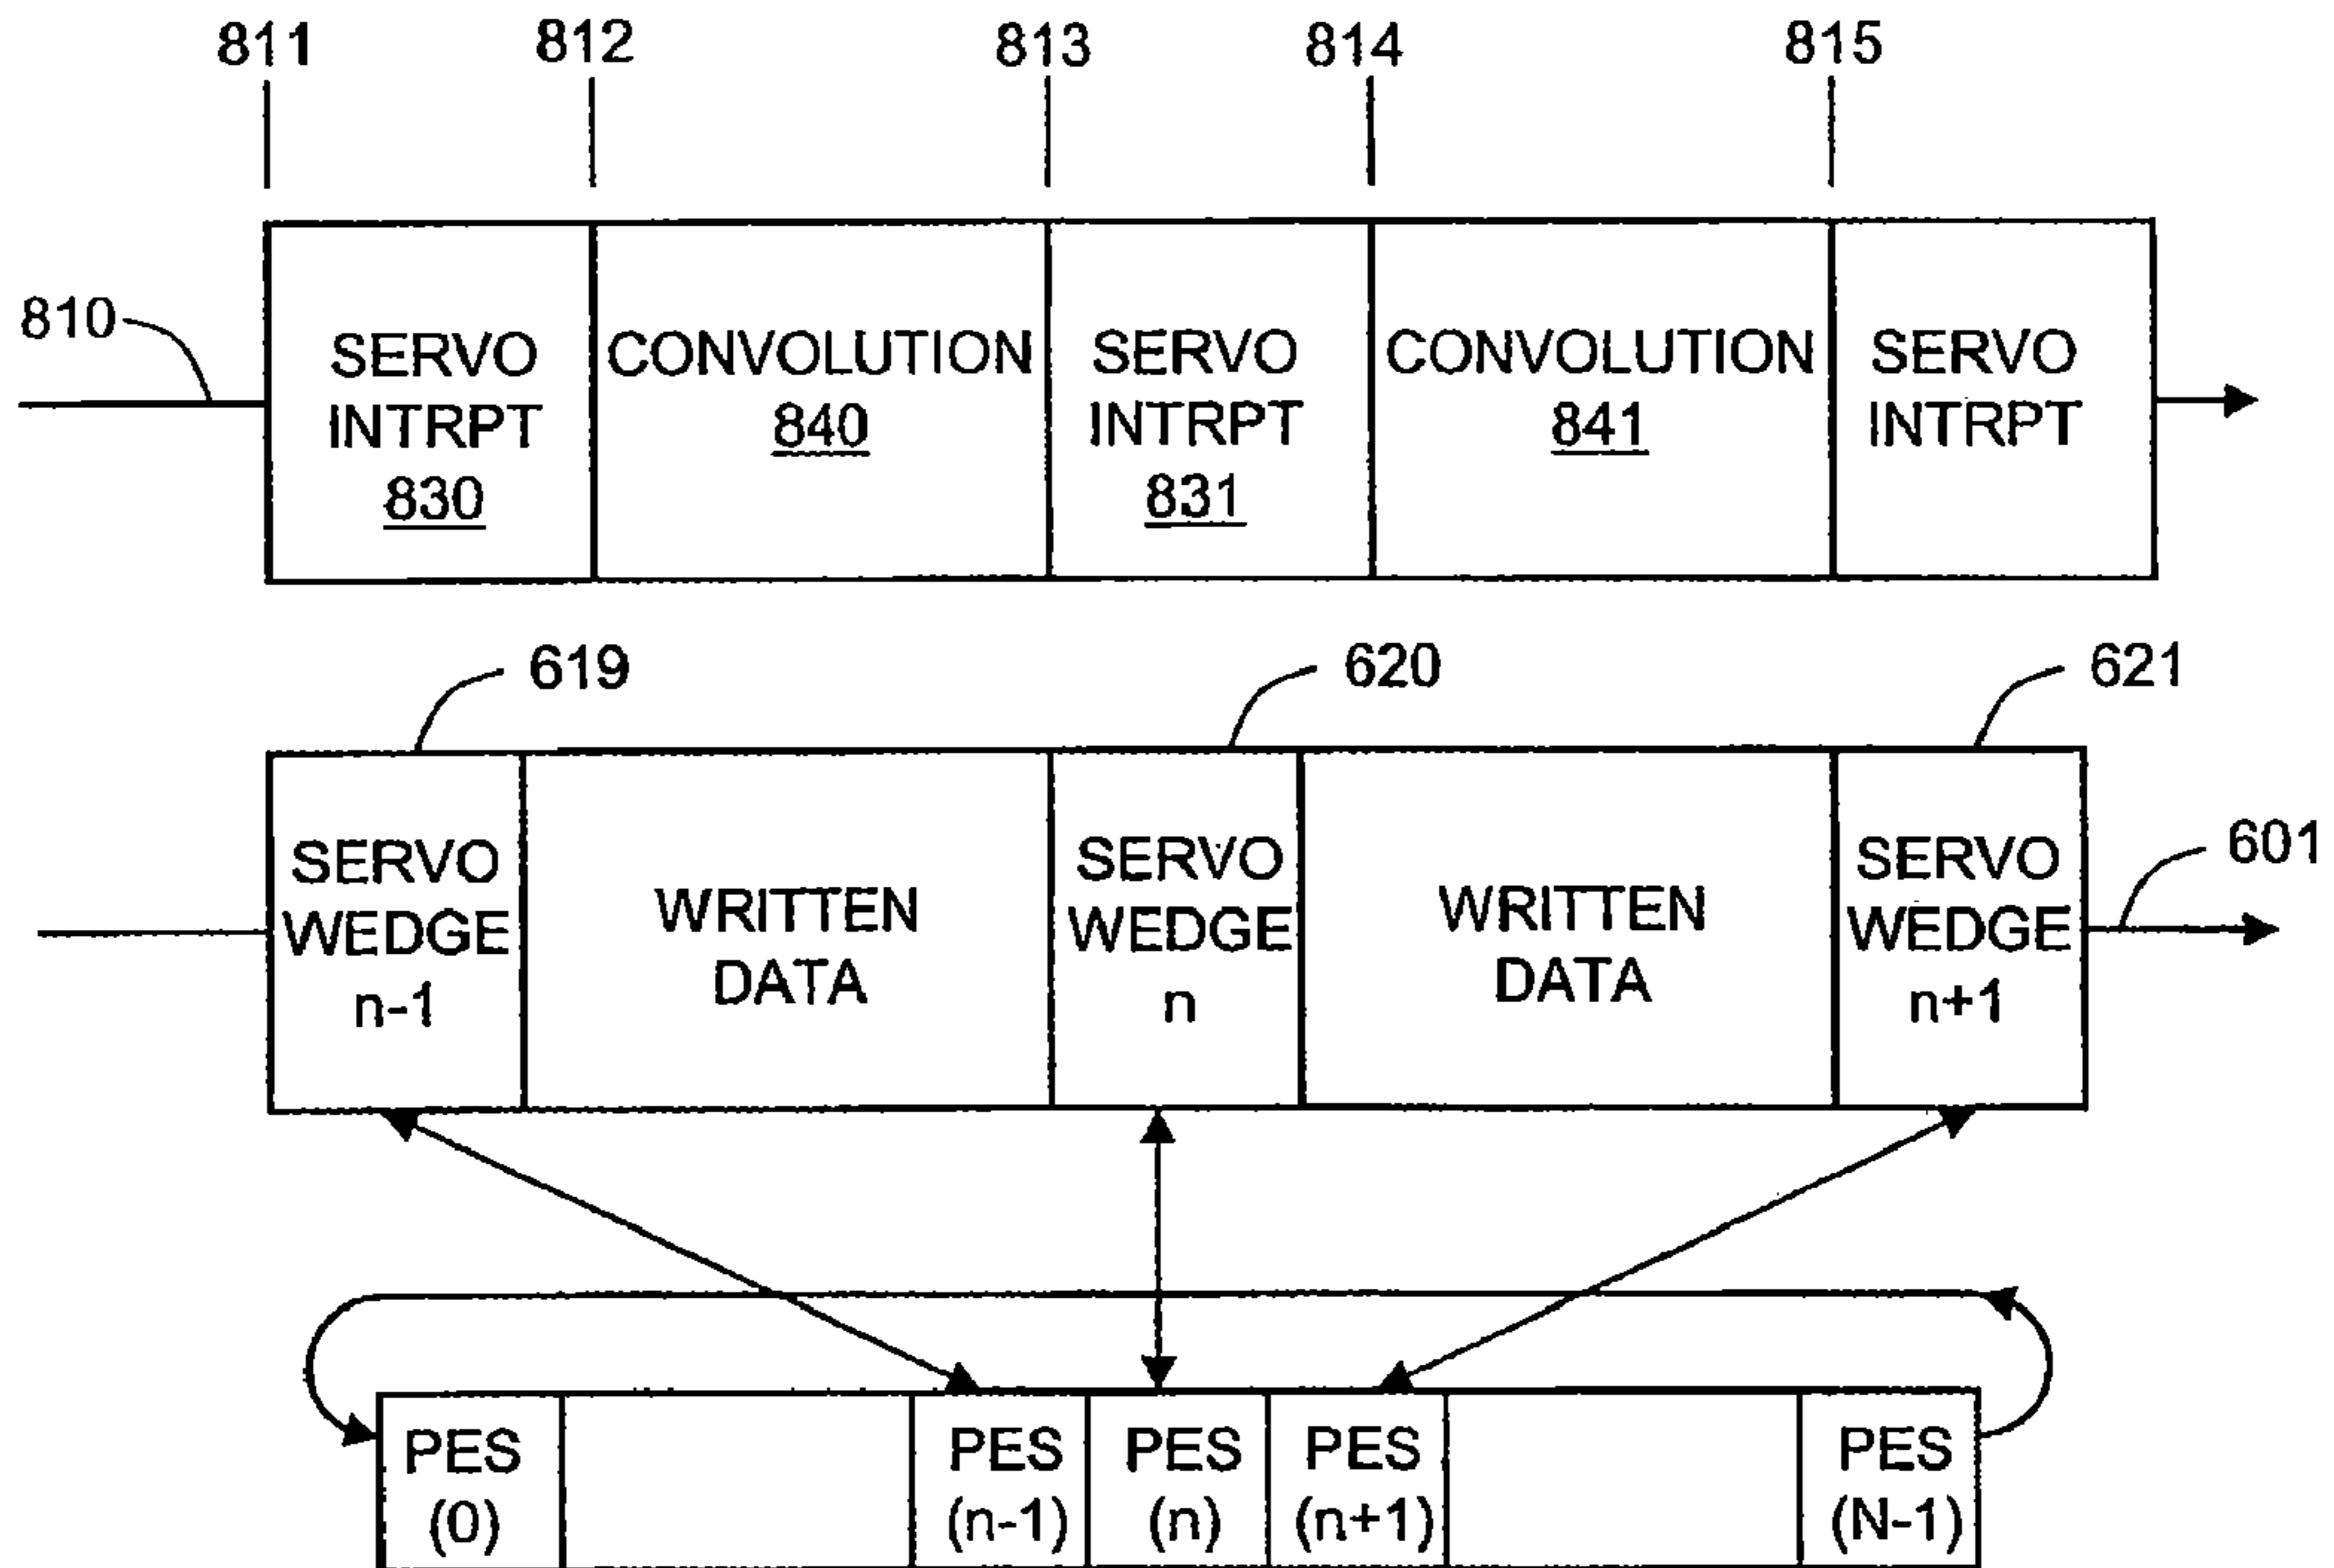 811 812 813 814 815
810
SERVO INTRPT 830
CONVOLUTION 840
SERVO INTRPT 831
CONVOLUTION 841
SERVO INTRPT
619 620 621
SERVO WEDGE n-1
WRITTEN DATA
SERVO WEDGE n
WRITTEN DATA
SERVO WEDGE n+1
601
PES (0)
PES (n-1)
PES (n)
PES (n+1)
PES (N-1)